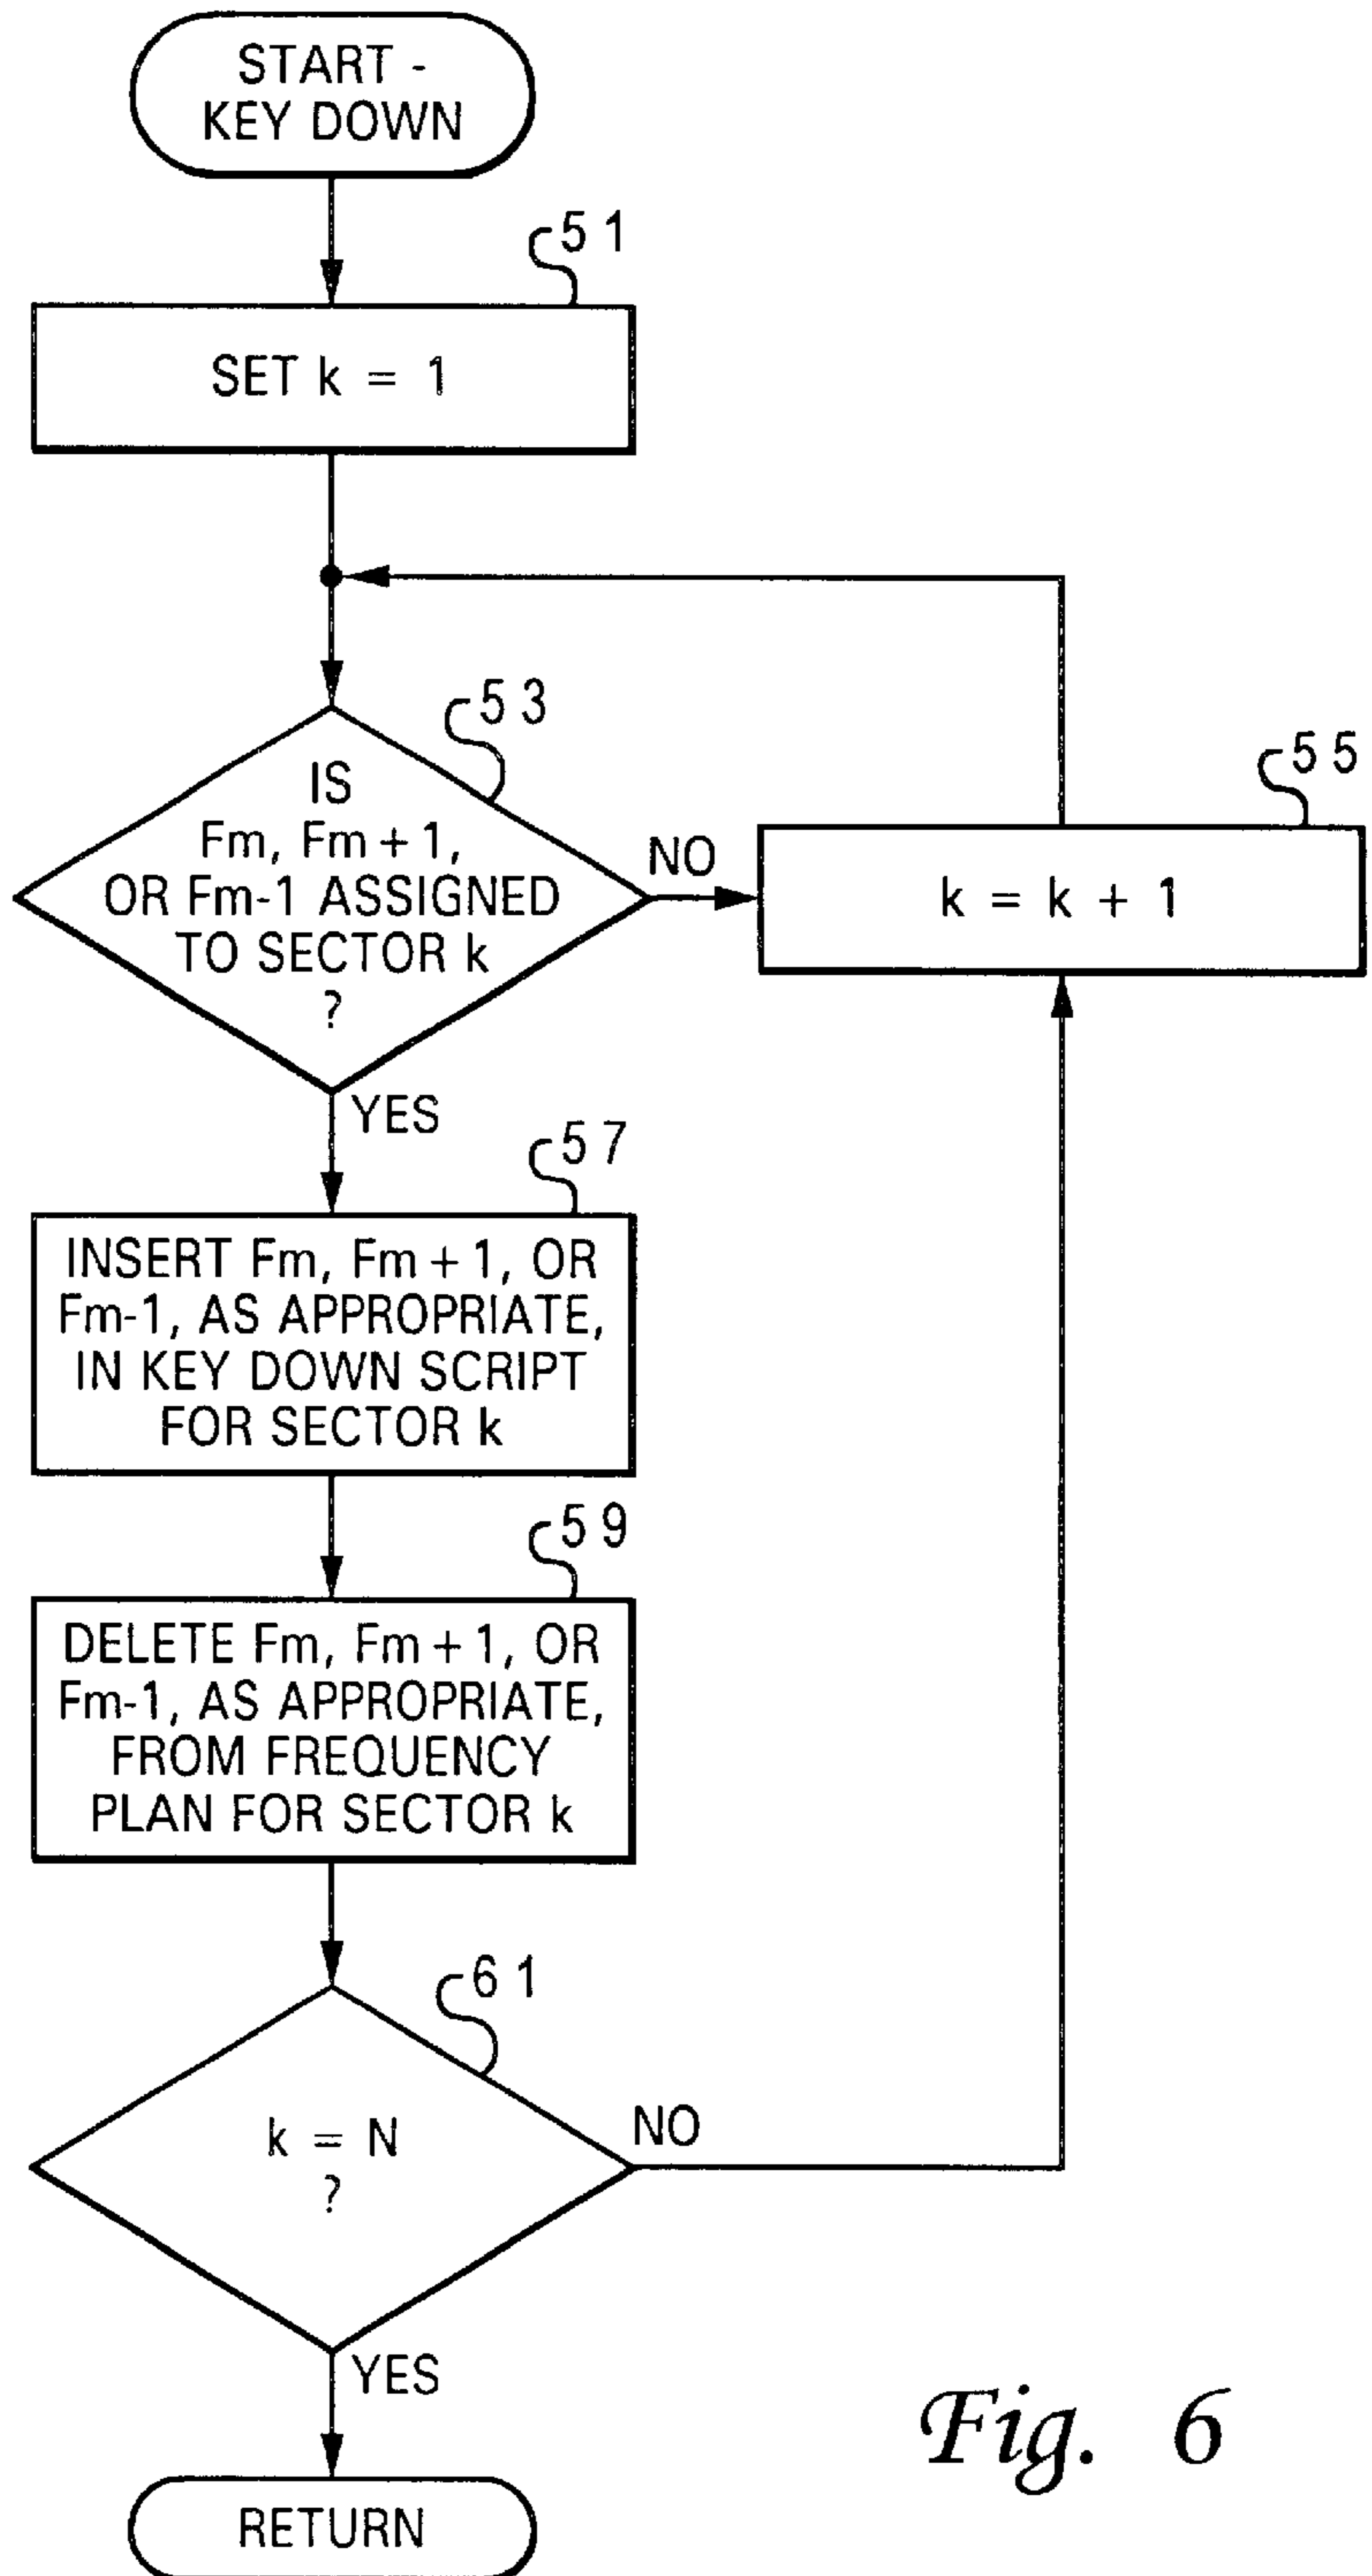 START -
KEY DOWN
51
SET k = 1
53
IS
Fm, Fm + 1,
OR Fm-1 ASSIGNED
TO SECTOR k
?
NO
55
k = k + 1
YES
57
INSERT Fm, Fm + 1, OR
Fm-1, AS APPROPRIATE,
IN KEY DOWN SCRIPT
FOR SECTOR k
59
DELETE Fm, Fm + 1, OR
Fm-1, AS APPROPRIATE,
FROM FREQUENCY
PLAN FOR SECTOR k
61
k = N
?
NO
YES
RETURN
Fig. 6